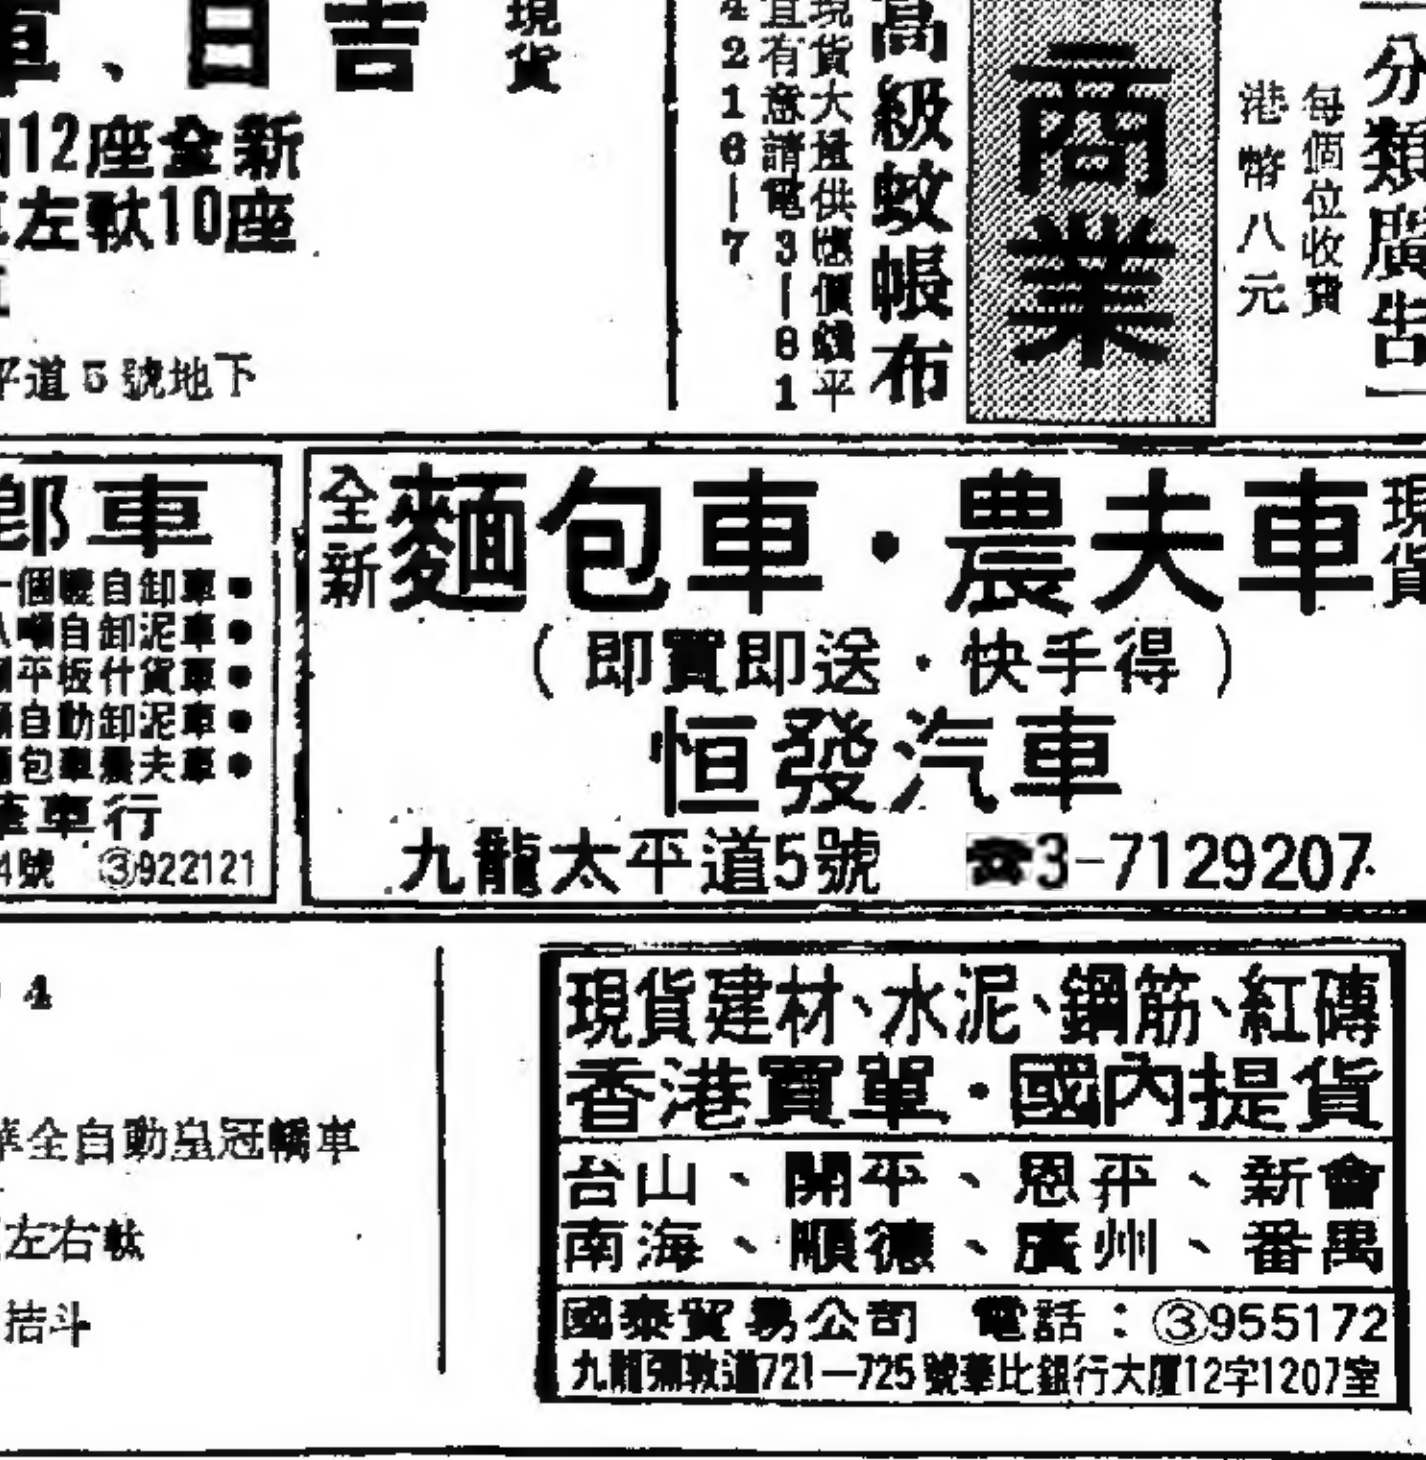 分類廣告
每個位收費
港幣八元
商業
高級蚊帳布
現貨大量供應價錢平
宜有意請電3—81
4216—7
車、日吉
現貨
12座全新
左軚10座
平道5號地下
全新
麵包車・農夫車
現貨
(即買即送・快手得)
恒發汽車
九龍太平道5號 ☎3-7129207
郎車
一個噸自卸車●
八噸自卸泥車●
平板什貨車●
自動卸泥車●
包車農夫車●
車行
4號 ③922121
現貨建材、水泥、鋼筋、紅磚
香港買單・國內提貨
台山、開平、恩平、新會
南海、順德、廣州、番禺
國泰貿易公司 電話：③955172
九龍彌敦道721—725號華比銀行大廈12字1207室
4
全自動皇冠轎車
左右軚
拮斗